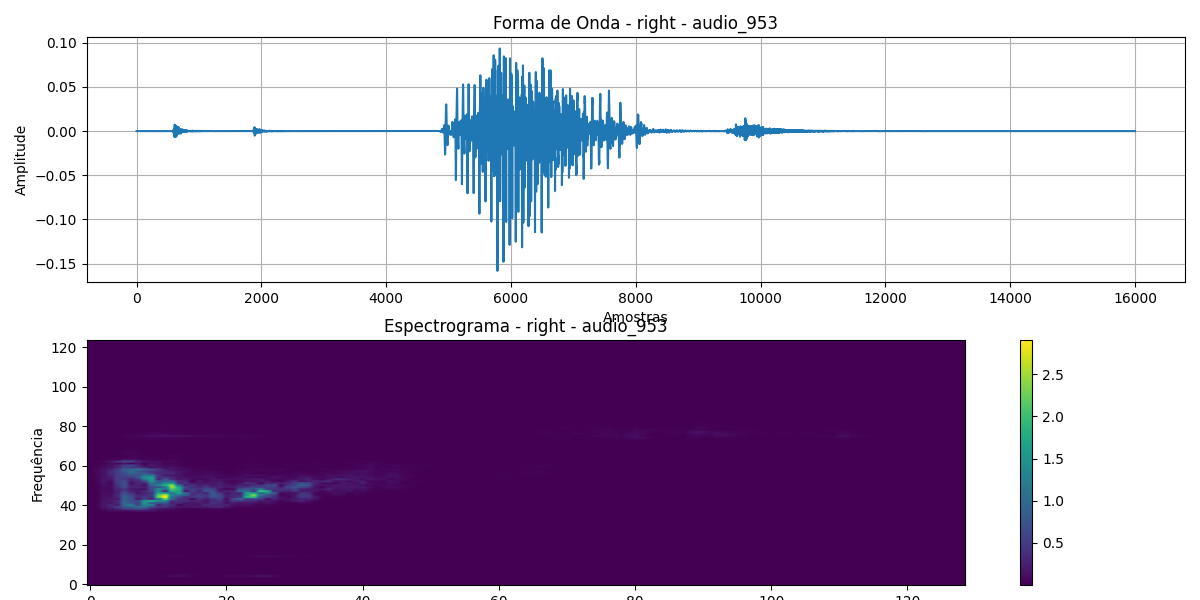 Forma de Onda - right - audio_953
0.10
0.05
0.00
−0.05
−0.10
−0.15
Amplitude
0 2000 4000 6000 8000 10000 12000 14000 16000
Amostras
Espectrograma - right - audio_953
120
100
80
60
40
20
0
Frequência
0 20 40 60 80 100 120
2.5
2.0
1.5
1.0
0.5